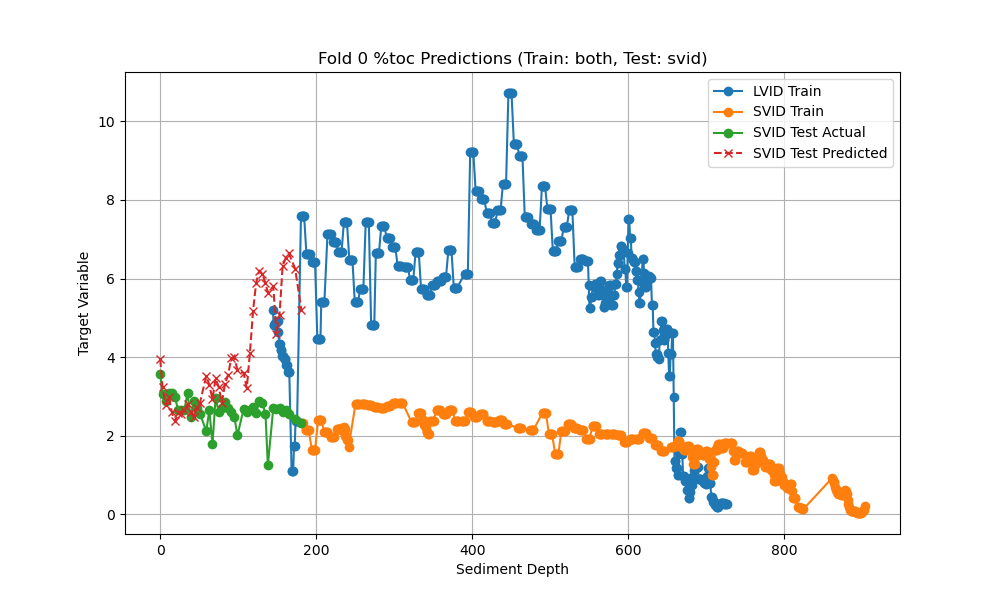 Fold 0 %toc Predictions (Train: both, Test: svid)
LVID Train
SVID Train
SVID Test Actual
SVID Test Predicted
Target Variable
10
8
6
4
2
0
0 200 400 600 800
Sediment Depth